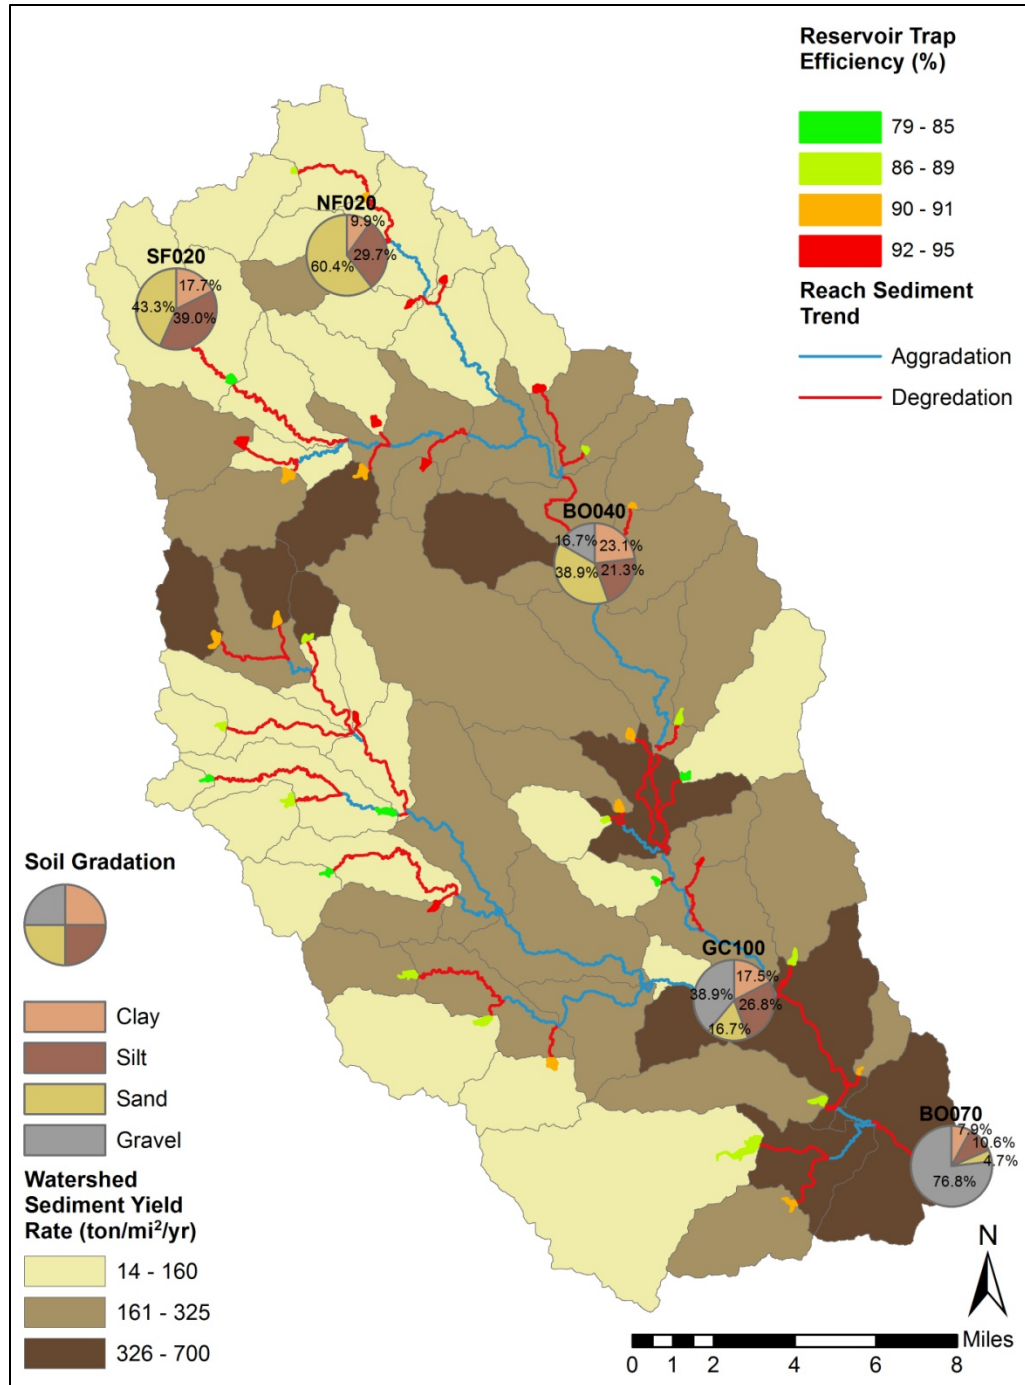 Reservoir Trap
Efficiency (%)
79 - 85
86 - 89
90 - 91
92 - 95
Reach Sediment
Trend
Aggradation
Degredation
NF020
9.9%
29.7%
60.4%
SF020
17.7%
43.3%
39.0%
BO040
16.7%
23.1%
21.3%
38.9%
GC100
17.5%
38.9%
26.8%
16.7%
BO070
7.9%
10.6%
4.7%
76.8%
Soil Gradation
Clay
Silt
Sand
Gravel
Watershed
Sediment Yield
Rate (ton/mi²/yr)
14 - 160
161 - 325
326 - 700
N
Miles
0 1 2 4 6 8